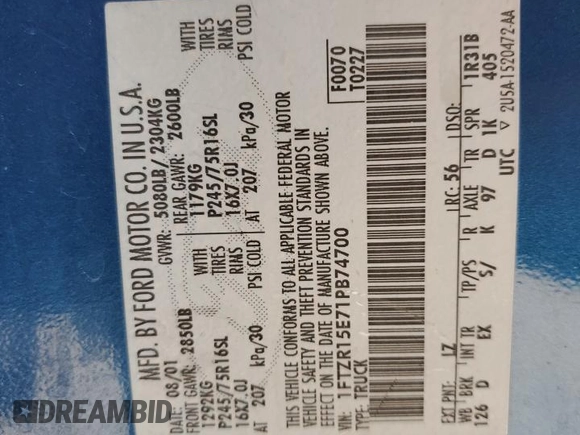 MFD. BY FORD MOTOR CO. IN U.S.A.
DATE: 08/01 GVWR: 5080LB / 2304KG
FRONT GAWR: 2850LB REAR GAWR: 2600LB
1292KG WITH 1179KG WITH
P245/75R16SL TIRES P245/75R16SL TIRES
16X7.0J RIMS 16X7.0J RIMS
AT 207 kPa/30 PSI COLD AT 207 kPa/30 PSI COLD
THIS VEHICLE CONFORMS TO ALL APPLICABLE FEDERAL MOTOR
VEHICLE SAFETY AND THEFT PREVENTION STANDARDS IN
EFFECT ON THE DATE OF MANUFACTURE SHOWN ABOVE.
VIN: 1FTZR15E71PB74700 F0070
TYPE: TRUCK T0227
EXT PNT: LZ RC: 56 DSO:
WB BRK INT TR TP/PS R AXLE TR SPR 1R31B
126 D EX S/ K 97 D 1K 405
UTC ▽ 2U5A-1520472-AA
DREAMBID